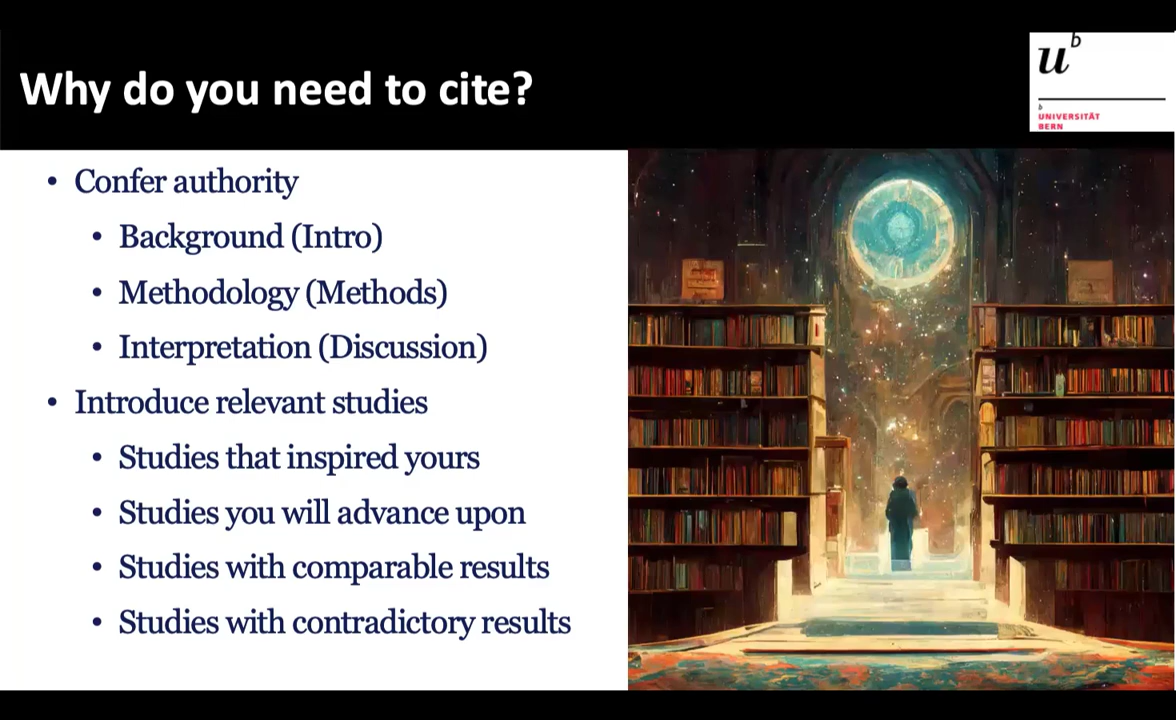 Why do you need to cite?
u
b
b
UNIVERSITÄT
BERN
• Confer authority
• Background (Intro)
• Methodology (Methods)
• Interpretation (Discussion)
• Introduce relevant studies
• Studies that inspired yours
• Studies you will advance upon
• Studies with comparable results
• Studies with contradictory results